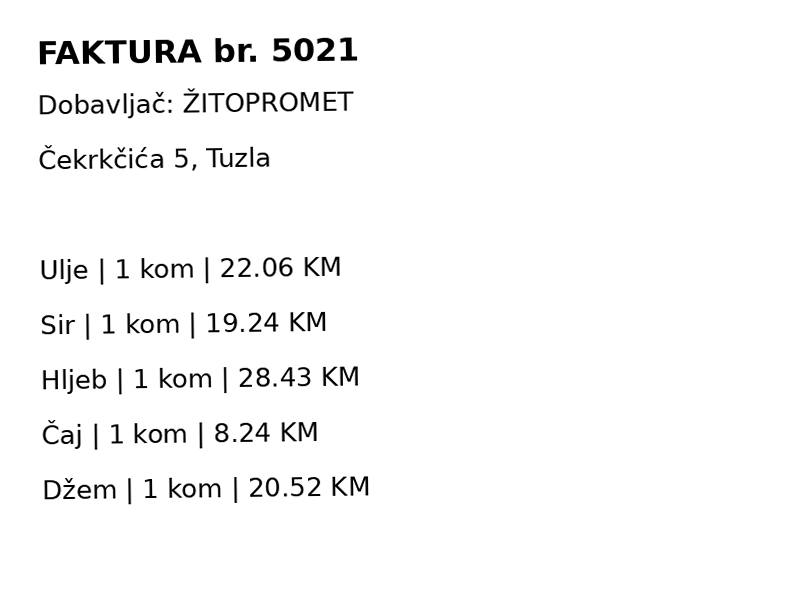 FAKTURA br. 5021
Dobavljač: ŽITOPROMET
Čekrkčića 5, Tuzla
Ulje | 1 kom | 22.06 KM
Sir | 1 kom | 19.24 KM
Hljeb | 1 kom | 28.43 KM
Čaj | 1 kom | 8.24 KM
Džem | 1 kom | 20.52 KM